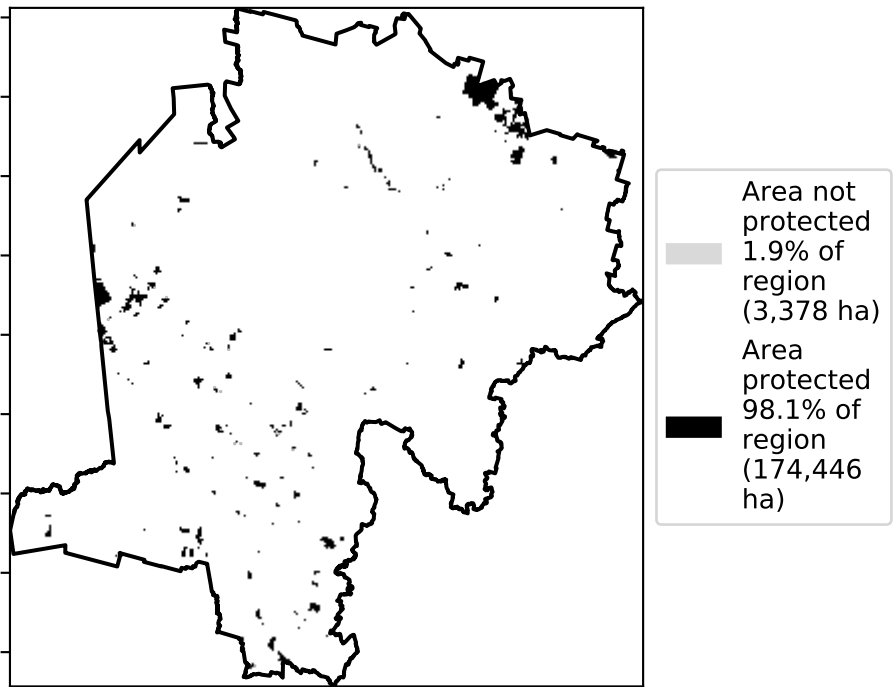 Area not
protected
1.9% of
region
(3,378 ha)
Area
protected
98.1% of
region
(174,446
ha)